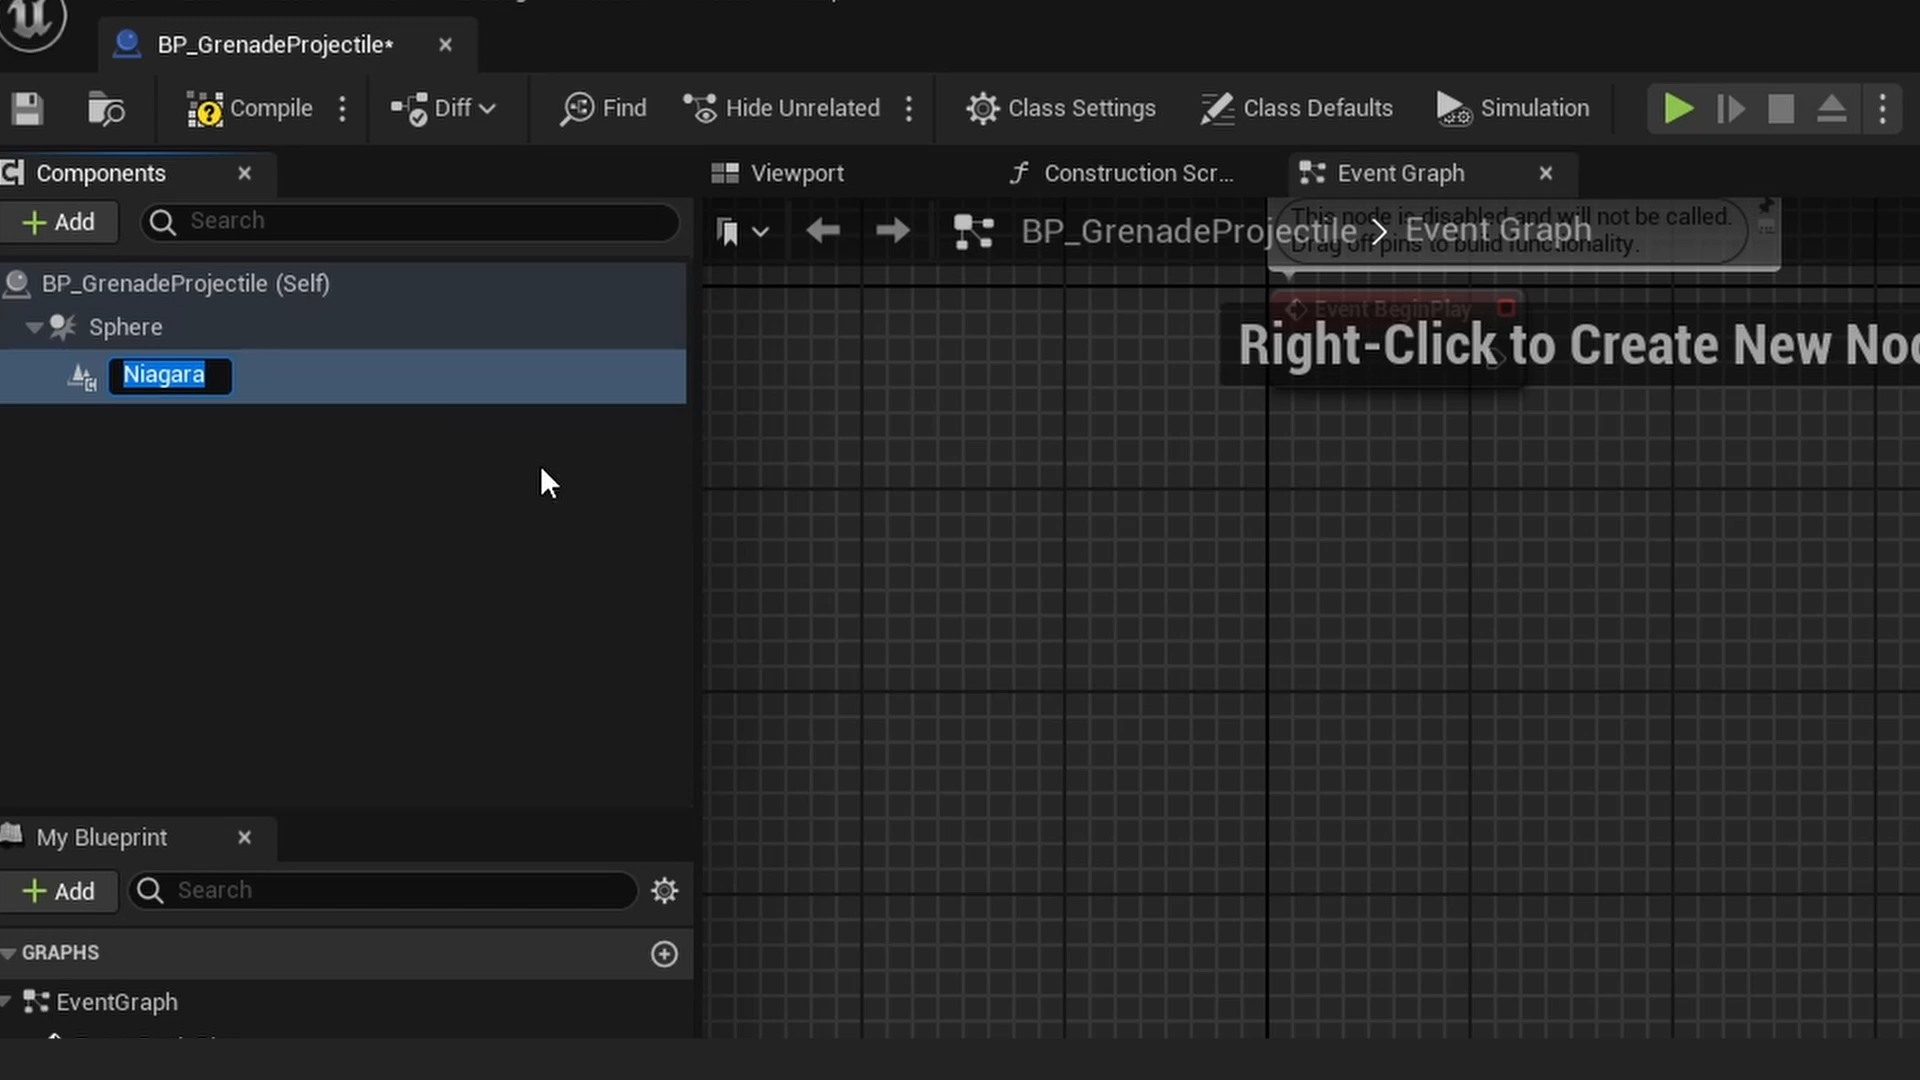 BP_GrenadeProjectile*
Compile
Diff
Find
Hide Unrelated
Class Settings
Class Defaults
Simulation
Components
Add
Search
BP_GrenadeProjectile (Self)
Sphere
Niagara
Viewport
Construction Scr...
Event Graph
BP_GrenadeProjectile > Event Graph
This node is disabled and will not be called.
Drag off pins to build functionality.
Event BeginPlay
Right-Click to Create New Noc
My Blueprint
Add
Search
GRAPHS
EventGraph